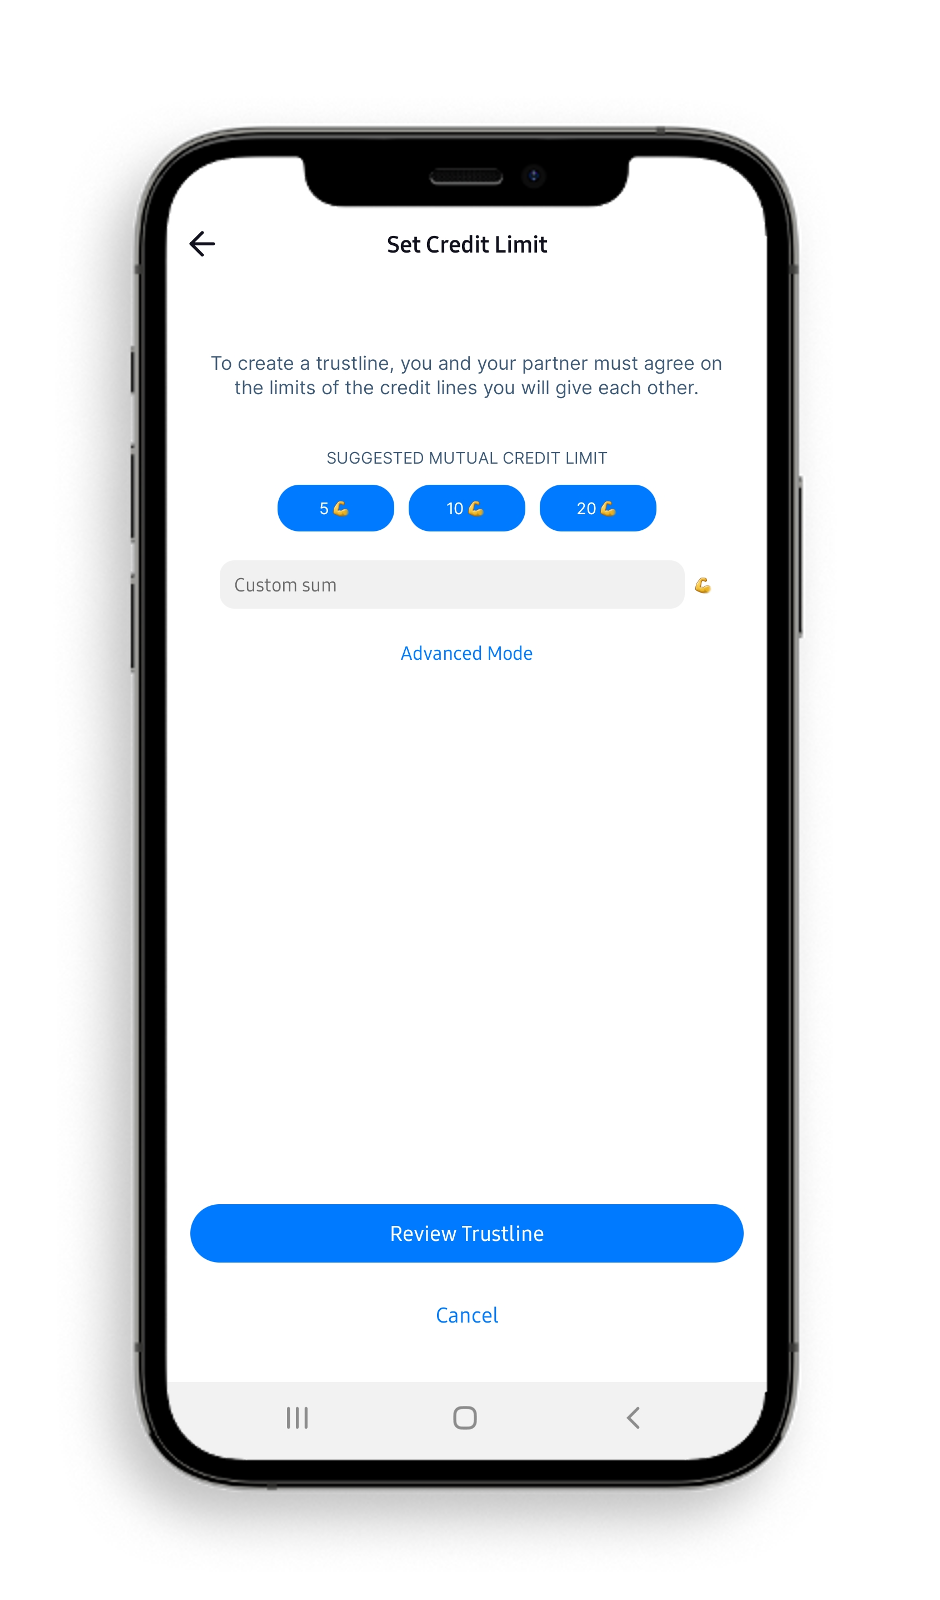 Set Credit Limit
To create a trustline, you and your partner must agree on
the limits of the credit lines you will give each other.
SUGGESTED MUTUAL CREDIT LIMIT
5 💪 10 💪 20 💪
Custom sum 💪
Advanced Mode
Review Trustline
Cancel